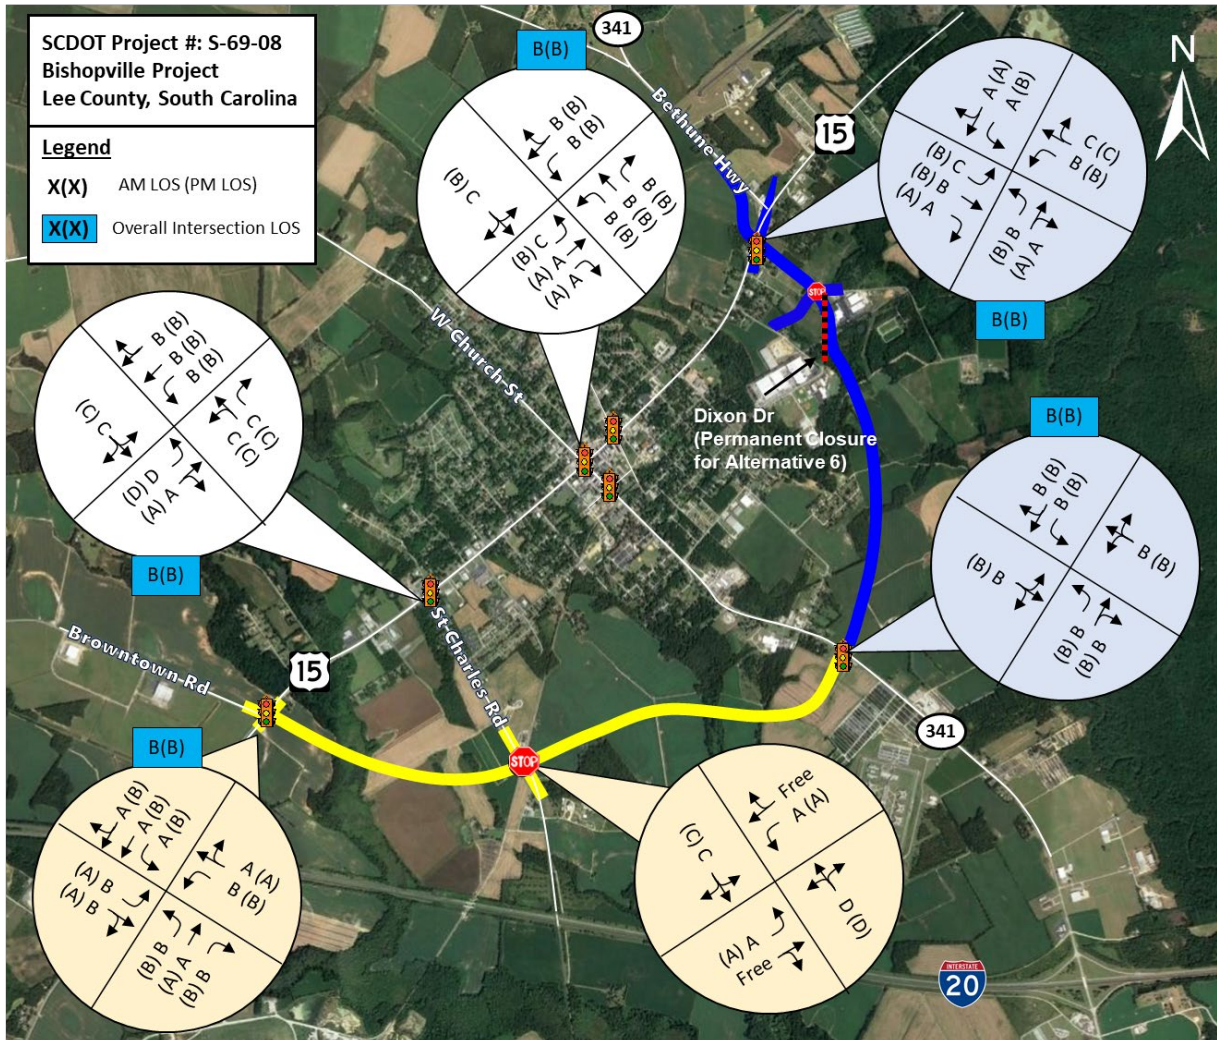 SCDOT Project #: S-69-08
Bishopville Project
Lee County, South Carolina
Legend
X(X) AM LOS (PM LOS)
X(X) Overall Intersection LOS
341
B(B)
N
Bethune Hwy
15
B (B)
B (B)
(B) C
B (B)
B (B)
B (B)
(B) C
(A) A
(A) A
A (A)
A (B)
C (C)
B (B)
(B) C
(B) B
(A) A
(B) B
(A) A
B(B)
STOP
W Church St
B (B)
B (B)
B (B)
(C) C
C (C)
C (C)
(D) D
(A) A
B(B)
Dixon Dr
(Permanent Closure
for Alternative 6)
B(B)
B (B)
B (B)
(B) B
B (B)
(B) B
(B) B
St Charles Rd
Browntown Rd
15
341
STOP
B(B)
A (B)
A (B)
A (B)
(A) B
(A) B
A (A)
B (B)
(B) B
(A) A
(B) B
Free
A (A)
(C) C
D (D)
(A) A
Free
INTERSTATE
20